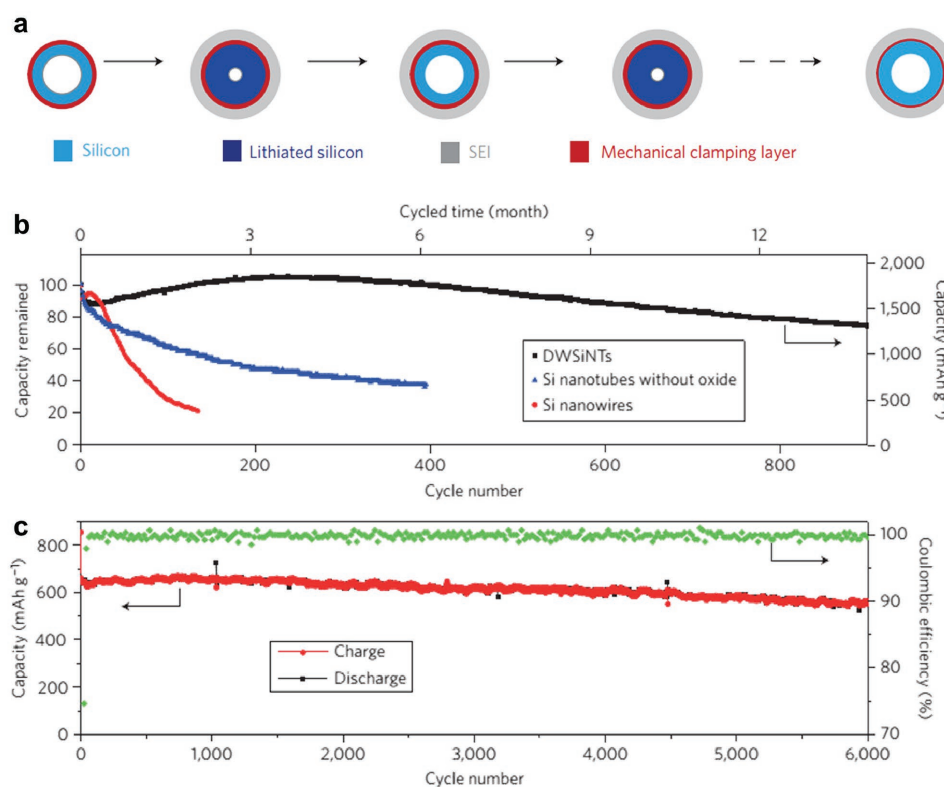 a
Silicon
Lithiated silicon
SEI
Mechanical clamping layer
b
Cycled time (month)
0 3 6 9 12
Capacity remained
100
80
60
40
20
0
2,000
1,500
1,000
500
0
Capacity (mAh g⁻¹)
DWSiNTs
Si nanotubes without oxide
Si nanowires
0 200 400 600 800
Cycle number
c
Capacity (mAh g⁻¹)
800
600
400
200
0
100
90
80
70
Coulombic efficiency (%)
Charge
Discharge
0 1,000 2,000 3,000 4,000 5,000 6,000
Cycle number